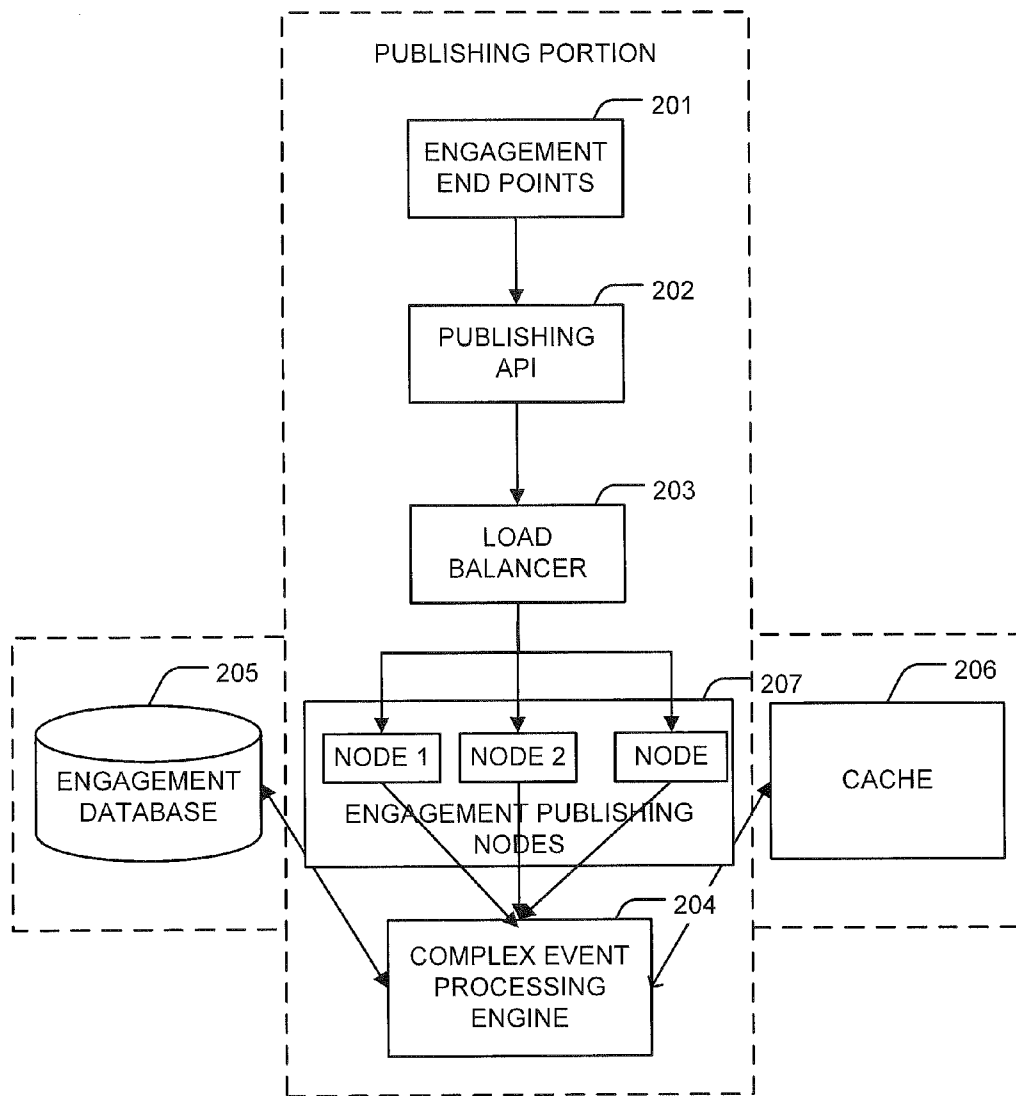 PUBLISHING PORTION
201
ENGAGEMENT
END POINTS
202
PUBLISHING
API
203
LOAD
BALANCER
205
207
206
ENGAGEMENT
DATABASE
NODE 1
NODE 2
NODE
ENGAGEMENT PUBLISHING
NODES
CACHE
204
COMPLEX EVENT
PROCESSING
ENGINE